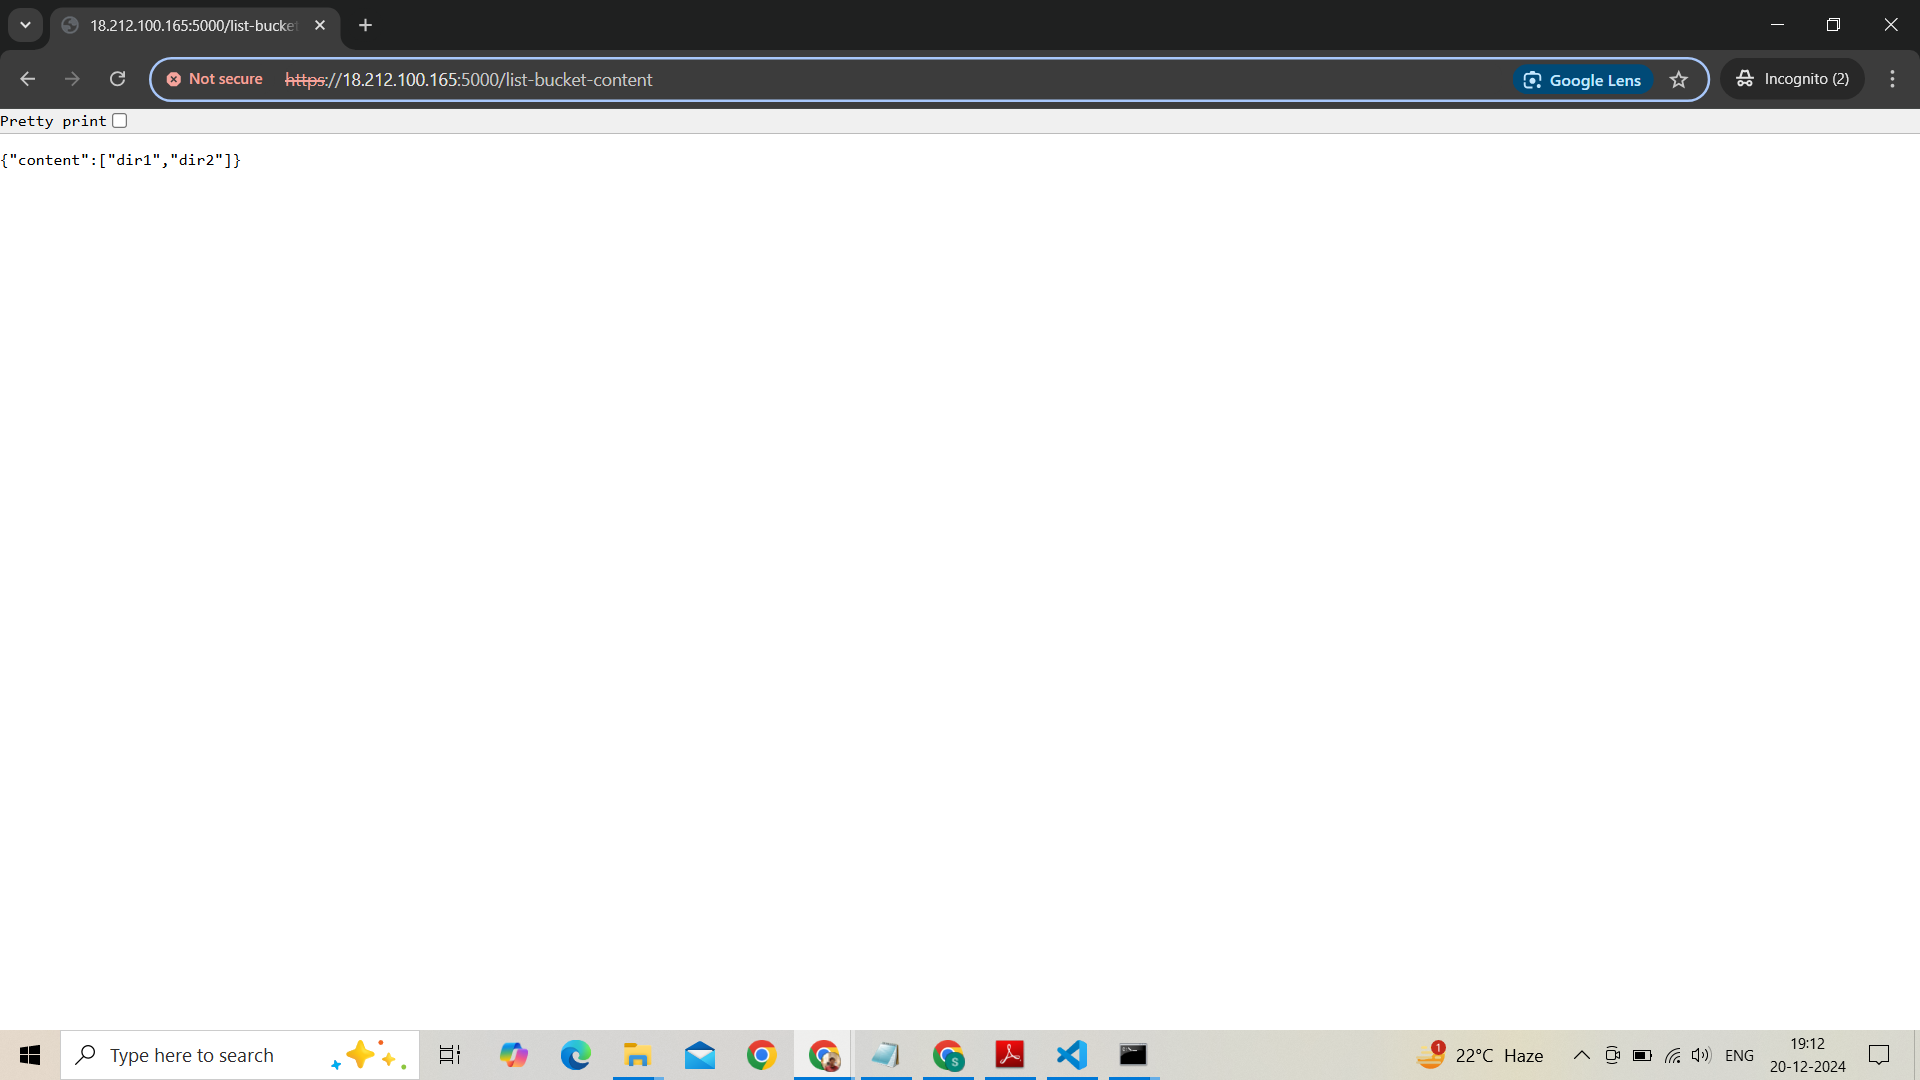 18.212.100.165:5000/list-bucket
Not secure
https://18.212.100.165:5000/list-bucket-content
Google Lens
Incognito (2)
Pretty print
{"content":["dir1","dir2"]}
Type here to search
S
1
22°C Haze
ENG
19:12
20-12-2024